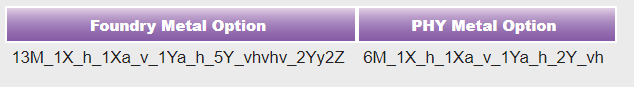 Foundry Metal Option PHY Metal Option
13M_1X_h_1Xa_v_1Ya_h_5Y_vhvhv_2Yy2Z 6M_1X_h_1Xa_v_1Ya_h_2Y_vh